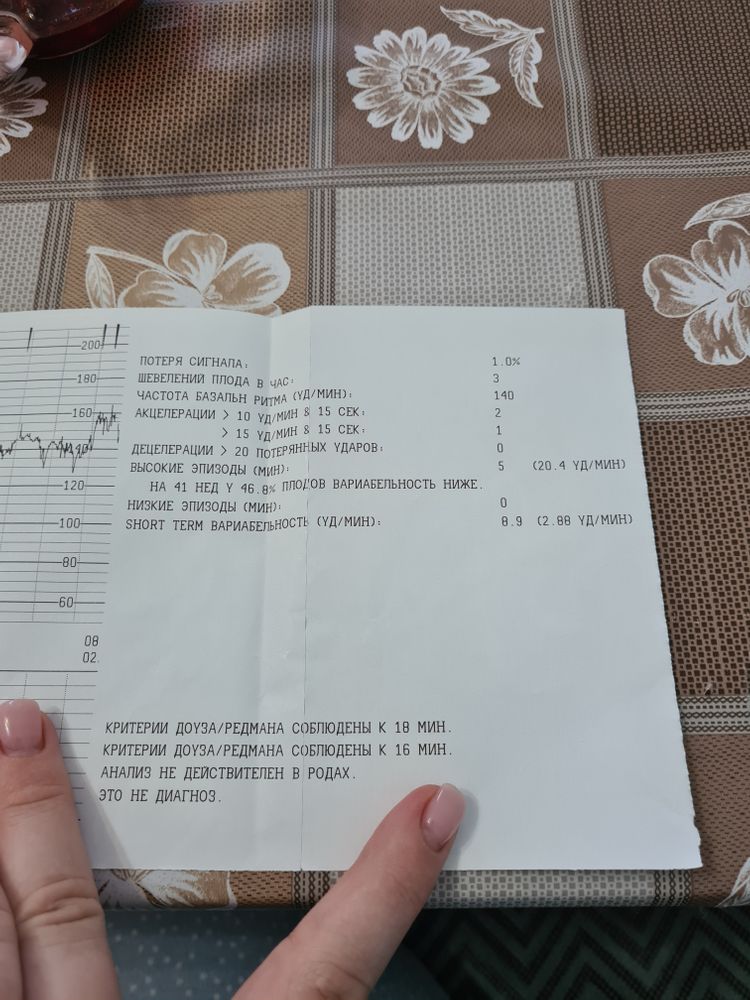 200
180
160
140
120
100
80
60
08
02.
ПОТЕРЯ СИГНАЛА: 1.0%
ШЕВЕЛЕНИЙ ПЛОДА В ЧАС: 3
ЧАСТОТА БАЗАЛЬН РИТМА (УД/МИН): 140
АКЦЕЛЕРАЦИИ > 10 УД/МИН & 15 СЕК: 2
> 15 УД/МИН & 15 СЕК: 1
ДЕЦЕЛЕРАЦИИ > 20 ПОТЕРЯННЫХ УДАРОВ: 0
ВЫСОКИЕ ЭПИЗОДЫ (МИН): 5 (20.4 УД/МИН)
НА 41 НЕД У 46.8% ПЛОДОВ ВАРИАБЕЛЬНОСТЬ НИЖЕ.
НИЗКИЕ ЭПИЗОДЫ (МИН): 0
SHORT TERM ВАРИАБЕЛЬНОСТЬ (УД/МИН): 8.9 (2.88 УД/МИН)
КРИТЕРИИ ДОУЗА/РЕДМАНА СОБЛЮДЕНЫ К 18 МИН.
КРИТЕРИИ ДОУЗА/РЕДМАНА СОБЛЮДЕНЫ К 16 МИН.
АНАЛИЗ НЕ ДЕЙСТВИТЕЛЕН В РОДАХ.
ЭТО НЕ ДИАГНОЗ.